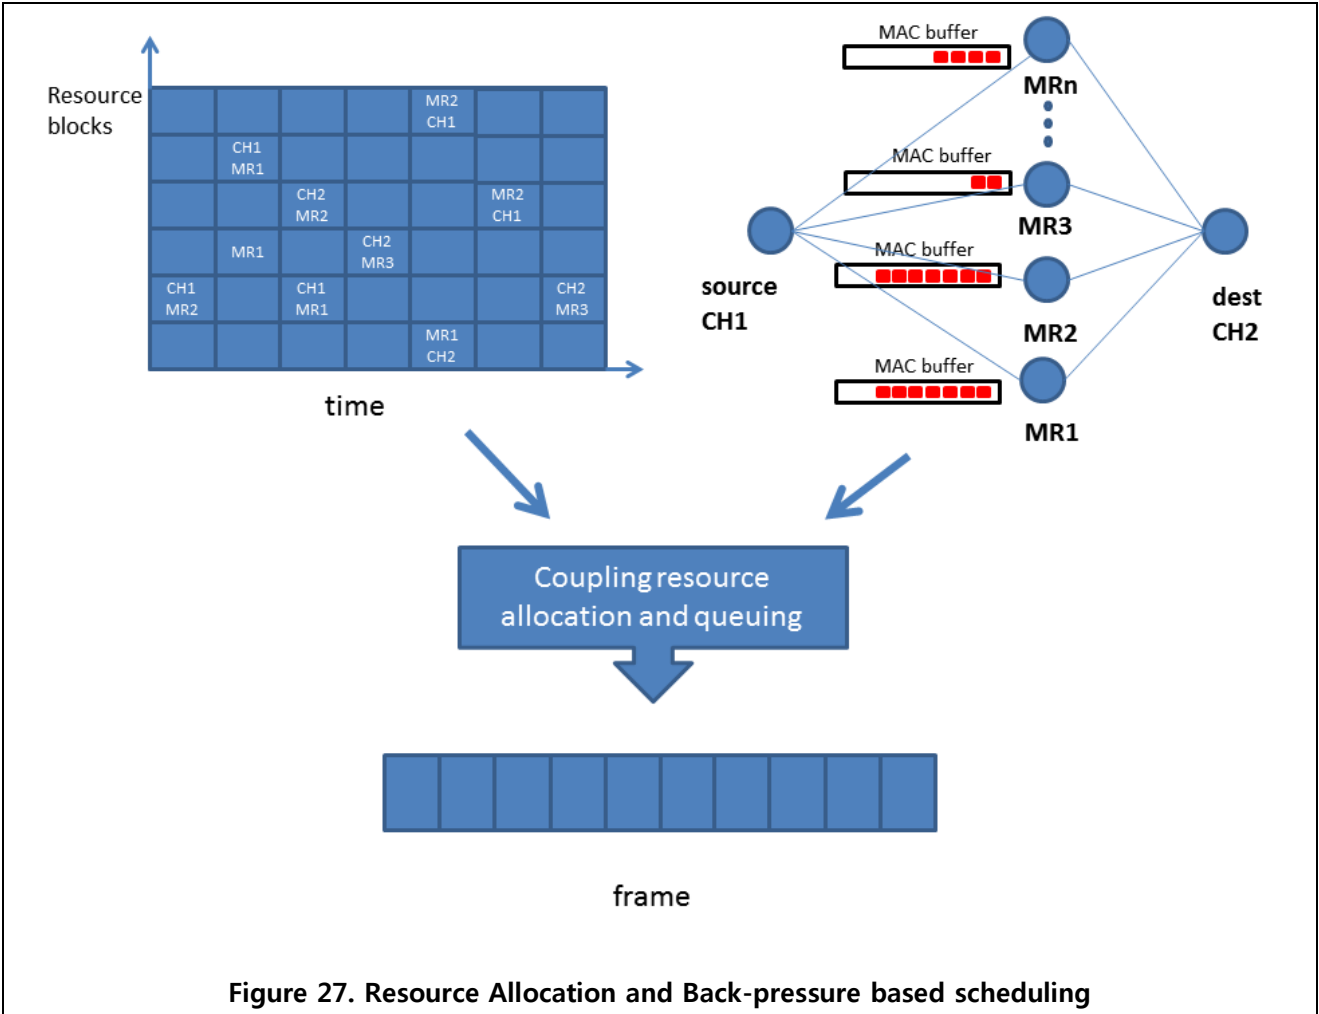 Resource
blocks
MR2
CH1
CH1
MR1
CH2
MR2
MR2
CH1
MR1
CH2
MR3
CH1
MR2
CH1
MR1
CH2
MR3
MR1
CH2
time
MAC buffer
MRn
MAC buffer
MR3
MAC buffer
source
CH1
MR2
dest
CH2
MAC buffer
MR1
Coupling resource
allocation and queuing
frame
Figure 27. Resource Allocation and Back-pressure based scheduling